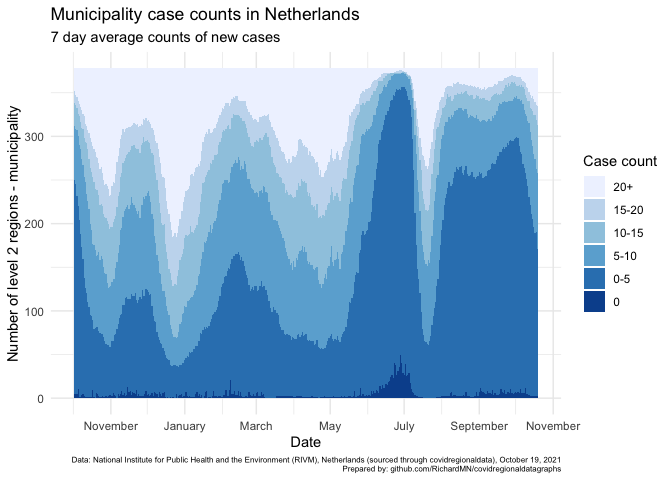 Municipality case counts in Netherlands
7 day average counts of new cases
Number of level 2 regions - municipality
300
200
100
0
November January March May July September November
Date
Case count
20+
15-20
10-15
5-10
0-5
0
Data: National Institute for Public Health and the Environment (RIVM), Netherlands (sourced through covidregionaldata), October 19, 2021
Prepared by: github.com/RichardMN/covidregionaldatagraphs